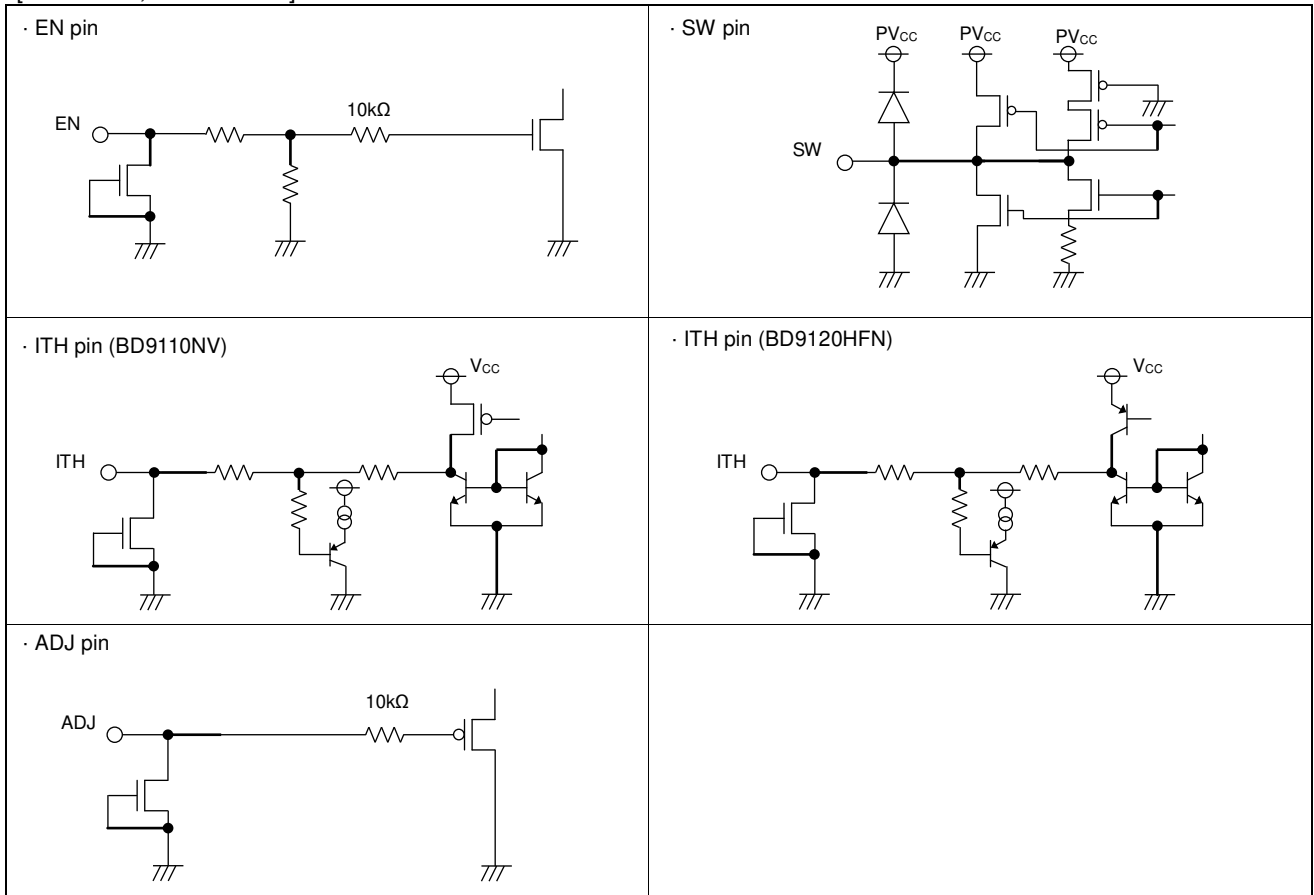 · EN pin
EN
10kΩ
· SW pin
PVCC PVCC PVCC
SW
· ITH pin (BD9110NV)
VCC
ITH
· ITH pin (BD9120HFN)
VCC
ITH
· ADJ pin
ADJ
10kΩ